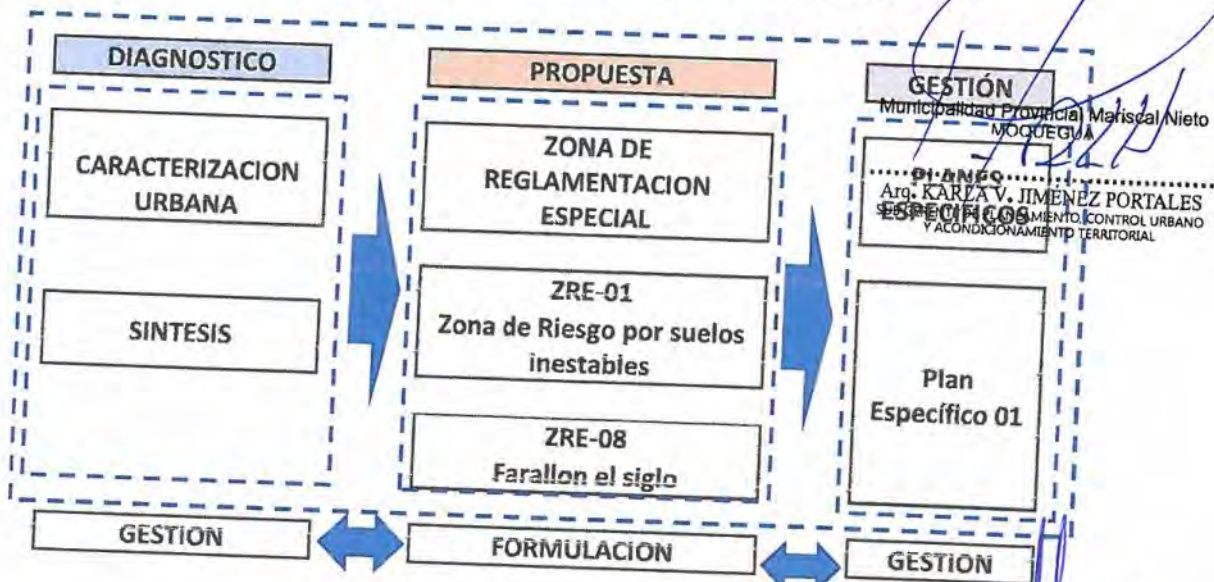 DIAGNOSTICO
CARACTERIZACION
URBANA
SINTESIS
GESTION
PROPUESTA
ZONA DE
REGLAMENTACION
ESPECIAL
ZRE-01
Zona de Riesgo por suelos
inestables
ZRE-08
Farallon el siglo
FORMULACION
GESTIÓN
Municipalidad Provincial Mariscal Nieto
MOQUEGUA
PLANES
Arq. KARLA V. JIMÉNEZ PORTALES
ESPECIFICOS
CONTROL URBANO
Y ACONDICIONAMIENTO TERRITORIAL
Plan
Específico 01
GESTION